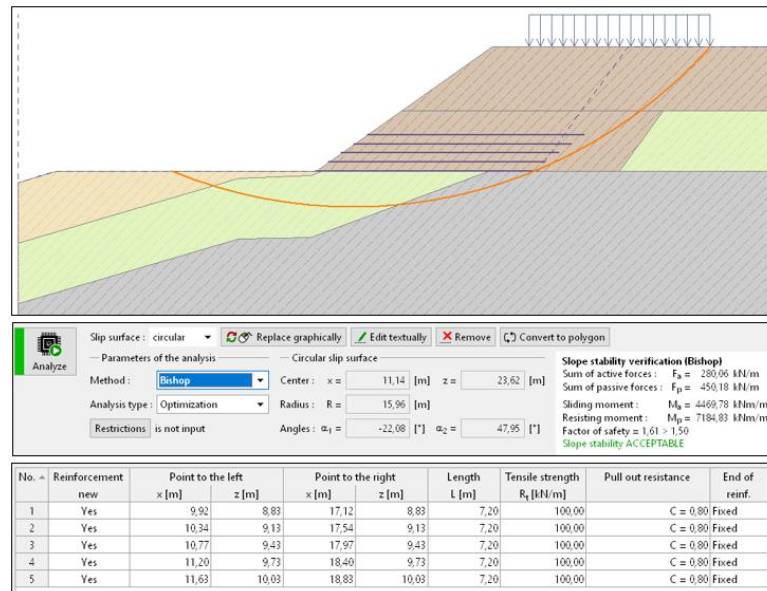 Slip surface : circular Replace graphically Edit textually Remove Convert to polygon
Analyze
Parameters of the analysis Circular slip surface
Method : Bishop Center : x = 11,14 [m] z = 23,62 [m]
Analysis type : Optimization Radius : R = 15,96 [m]
Restrictions is not input Angles : α1 = -22,08 [°] α2 = 47,95 [°]
Slope stability verification (Bishop)
Sum of active forces : Fa = 280,06 kN/m
Sum of passive forces : Fp = 450,18 kN/m
Sliding moment : Ma = 4469,78 kNm/m
Resisting moment : Mp = 7184,83 kNm/m
Factor of safety = 1,61 > 1,50
Slope stability ACCEPTABLE
No. Reinforcement Point to the left Point to the right Length Tensile strength Pull out resistance End of
new x [m] z [m] x [m] z [m] L [m] Rt [kN/m] reinf.
1 Yes 9,92 8,83 17,12 8,83 7,20 100,00 C = 0,80 Fixed
2 Yes 10,34 9,13 17,54 9,13 7,20 100,00 C = 0,80 Fixed
3 Yes 10,77 9,43 17,97 9,43 7,20 100,00 C = 0,80 Fixed
4 Yes 11,20 9,73 18,40 9,73 7,20 100,00 C = 0,80 Fixed
5 Yes 11,63 10,03 18,83 10,03 7,20 100,00 C = 0,80 Fixed